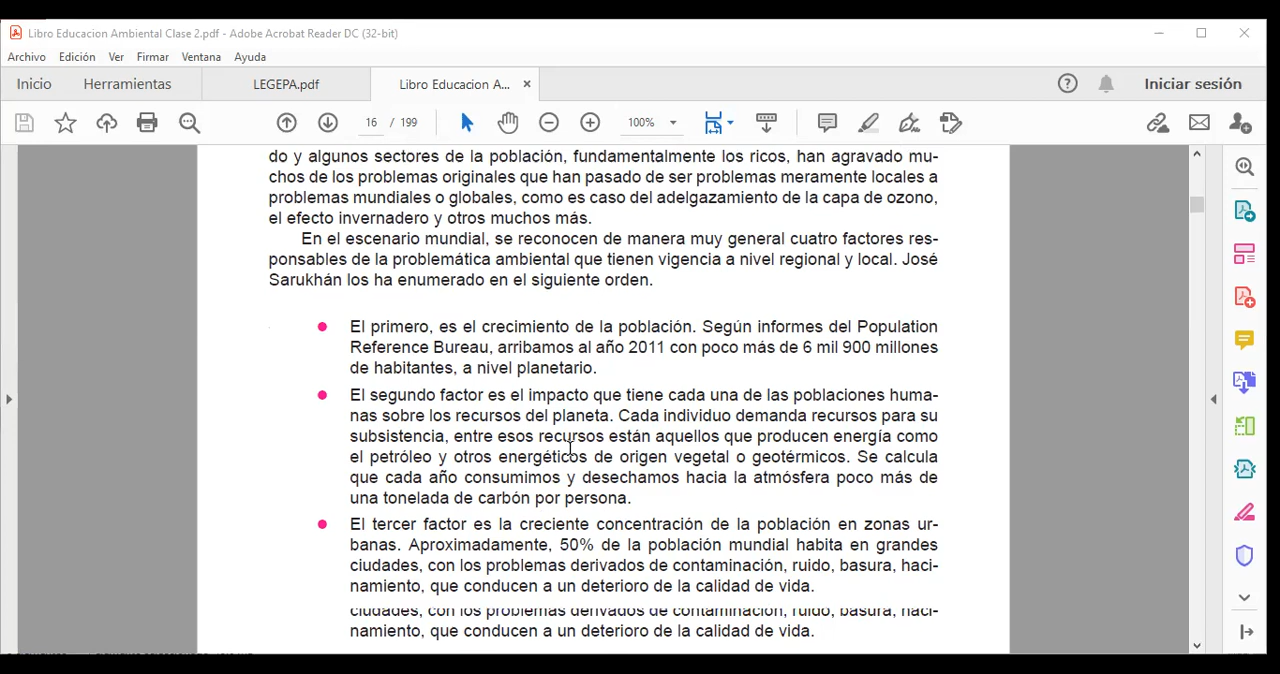 Libro Educacion Ambiental Clase 2.pdf - Adobe Acrobat Reader DC (32-bit)
Archivo Edición Ver Firmar Ventana Ayuda
Inicio Herramientas LEGEPA.pdf Libro Educacion A... × Iniciar sesión
16 / 199 100%
do y algunos sectores de la población, fundamentalmente los ricos, han agravado mu-
chos de los problemas originales que han pasado de ser problemas meramente locales a
problemas mundiales o globales, como es caso del adelgazamiento de la capa de ozono,
el efecto invernadero y otros muchos más.
En el escenario mundial, se reconocen de manera muy general cuatro factores res-
ponsables de la problemática ambiental que tienen vigencia a nivel regional y local. José
Sarukhán los ha enumerado en el siguiente orden.
● El primero, es el crecimiento de la población. Según informes del Population
Reference Bureau, arribamos al año 2011 con poco más de 6 mil 900 millones
de habitantes, a nivel planetario.
● El segundo factor es el impacto que tiene cada una de las poblaciones huma-
nas sobre los recursos del planeta. Cada individuo demanda recursos para su
subsistencia, entre esos recursos están aquellos que producen energía como
el petróleo y otros energéticos de origen vegetal o geotérmicos. Se calcula
que cada año consumimos y desechamos hacia la atmósfera poco más de
una tonelada de carbón por persona.
● El tercer factor es la creciente concentración de la población en zonas ur-
banas. Aproximadamente, 50% de la población mundial habita en grandes
ciudades, con los problemas derivados de contaminación, ruido, basura, haci-
namiento, que conducen a un deterioro de la calidad de vida.
ciudades, con los problemas derivados de contaminación, ruido, basura, haci-
namiento, que conducen a un deterioro de la calidad de vida.